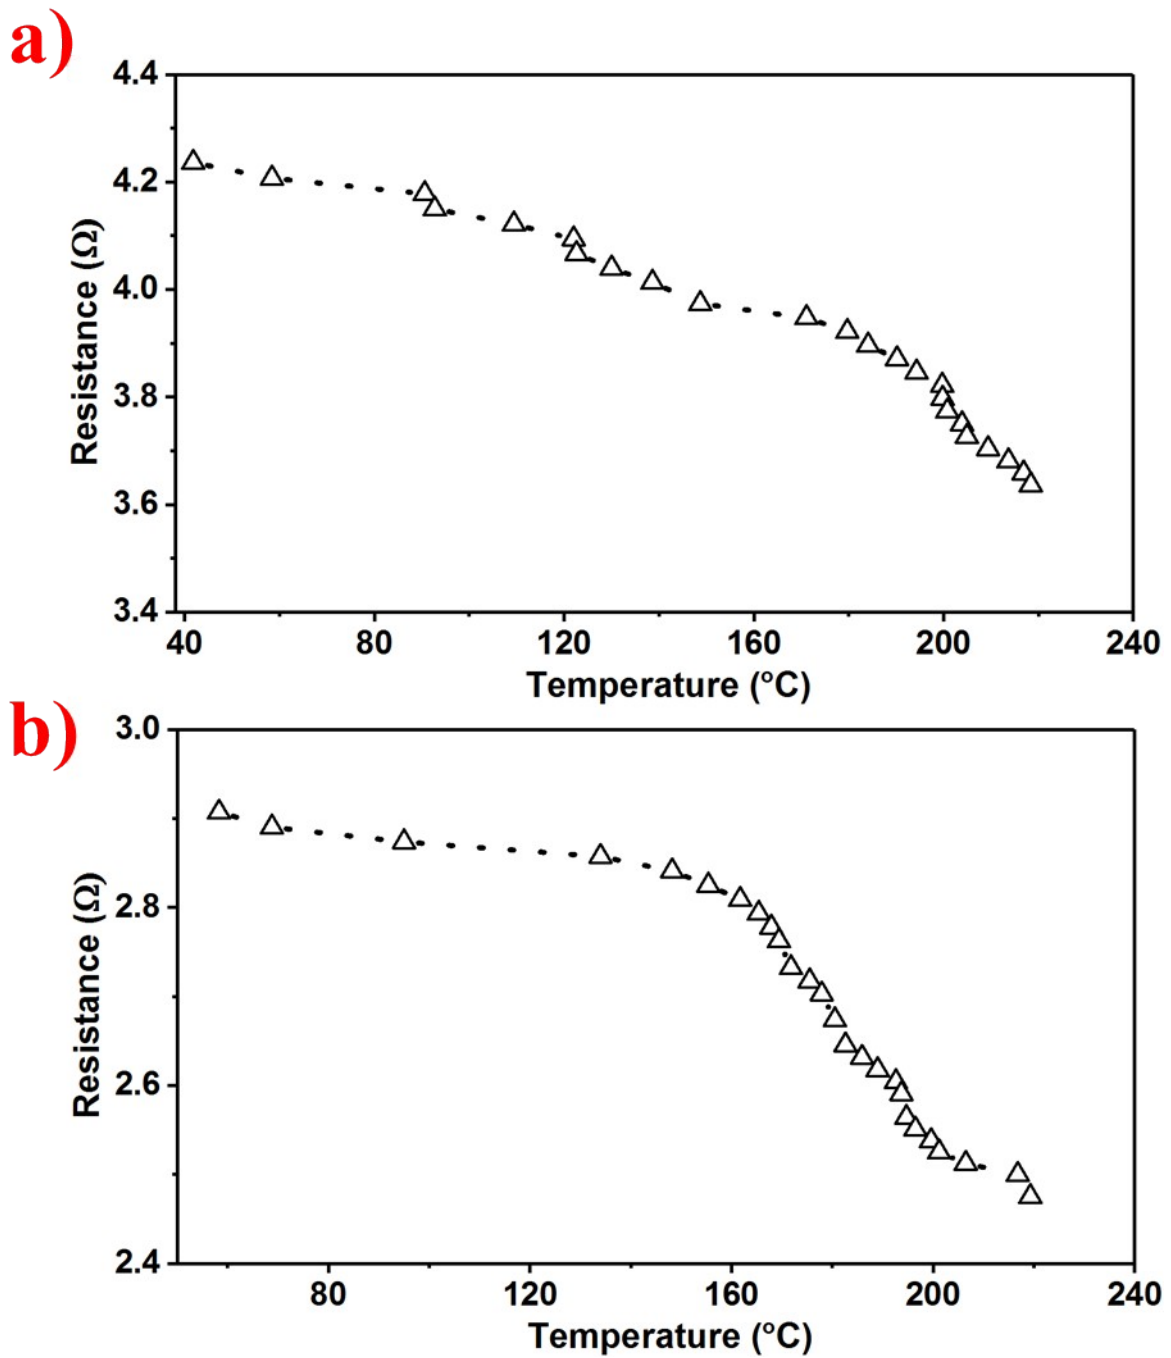 a)
4.4
4.2
4.0
3.8
3.6
3.4
Resistance (Ω)
40 80 120 160 200 240
Temperature (°C)
b)
3.0
2.8
2.6
2.4
Resistance (Ω)
80 120 160 200 240
Temperature (°C)